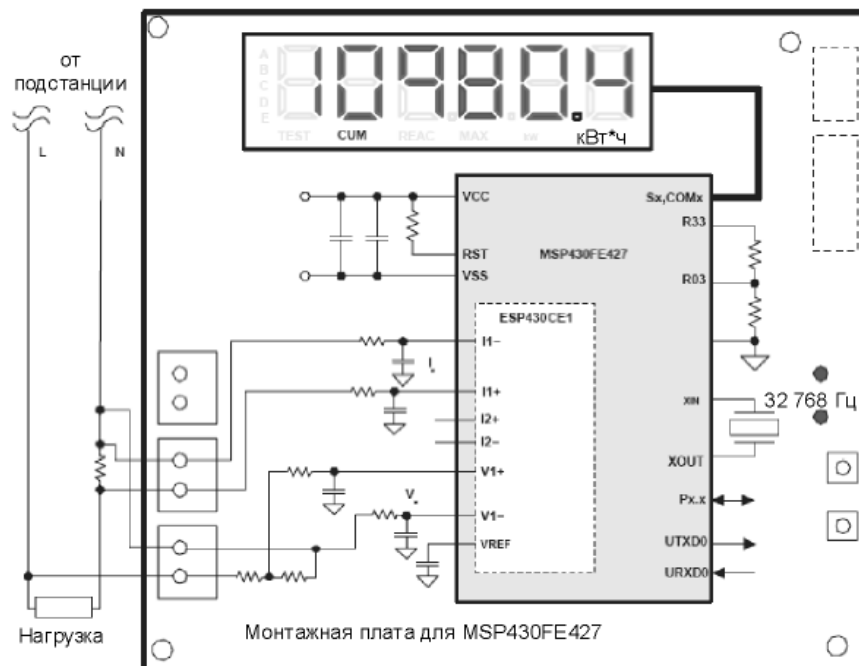 от
подстанции
L
N
A
B
C
D
E
TEST CUM REAC MAX kW кВт*ч
VCC
Sx,COMx
R33
RST
MSP430FE427
VSS
R03
ESP430CE1
I1–
I1+
I2+
I2–
V1+
V1–
VREF
XIN
32 768 Гц
XOUT
Px.x
UTXD0
URXD0
Нагрузка
Монтажная плата для MSP430FE427